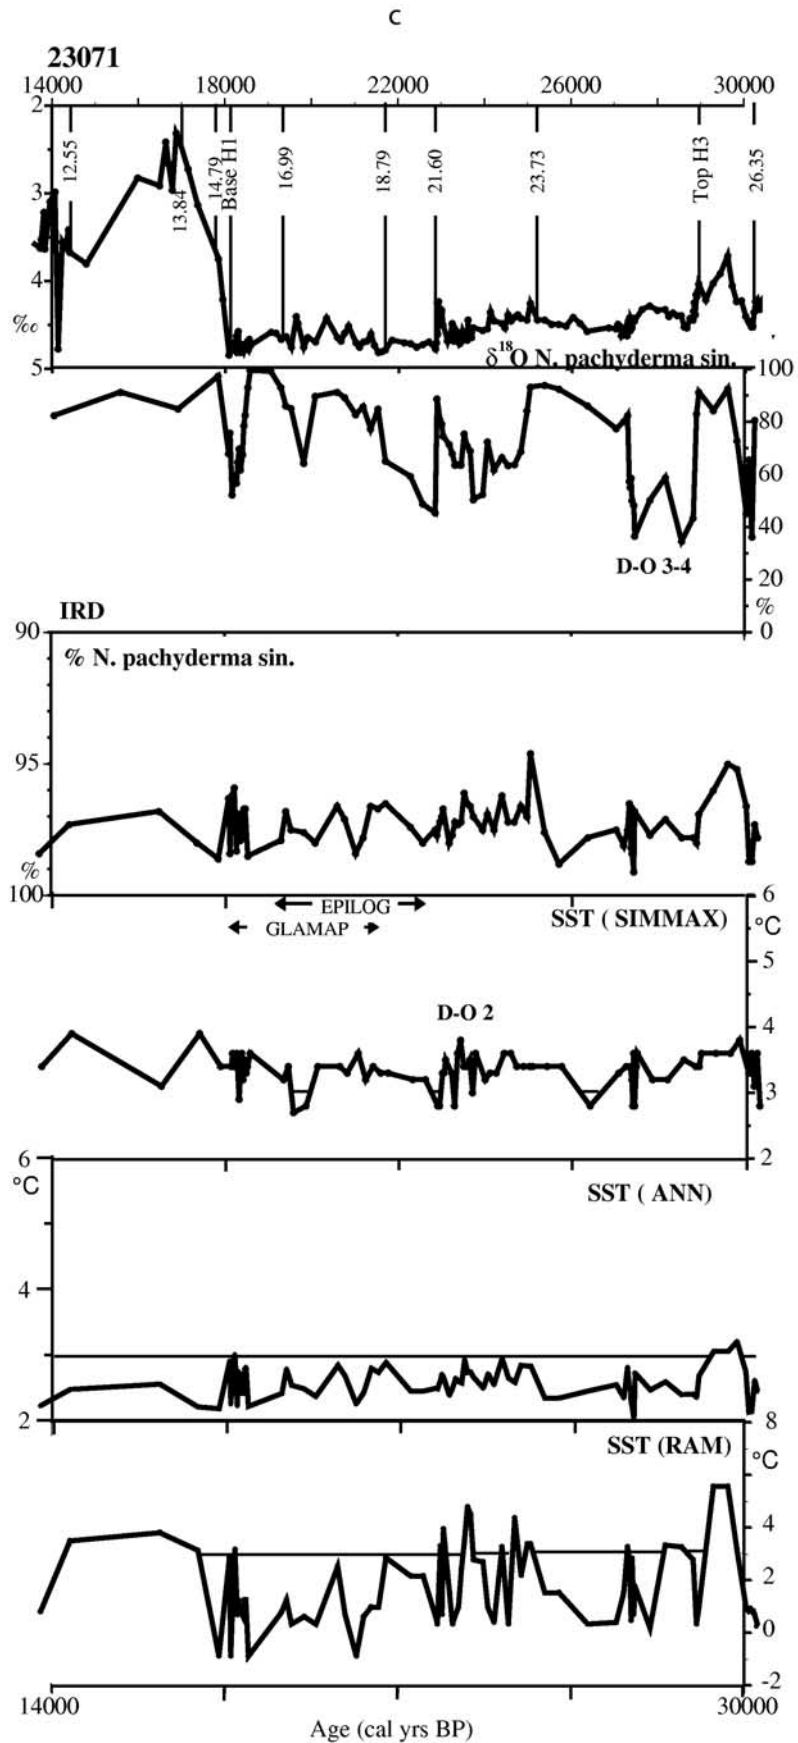 C
23071
14000 18000 22000 26000 30000
2
3
4
5
‰
12.55
13.84
14.79
Base H1
16.99
18.79
21.60
23.73
Top H3
26.35
δ¹⁸O N. pachyderma sin.
100
80
60
40
20
%
0
D-O 3-4
IRD
90
% N. pachyderma sin.
95
%
100
EPILOG
GLAMAP
SST ( SIMMAX)
6
°C
5
4
3
2
D-O 2
6
°C
SST ( ANN)
4
2
8
SST (RAM)
°C
4
2
0
-2
14000 30000
Age (cal yrs BP)